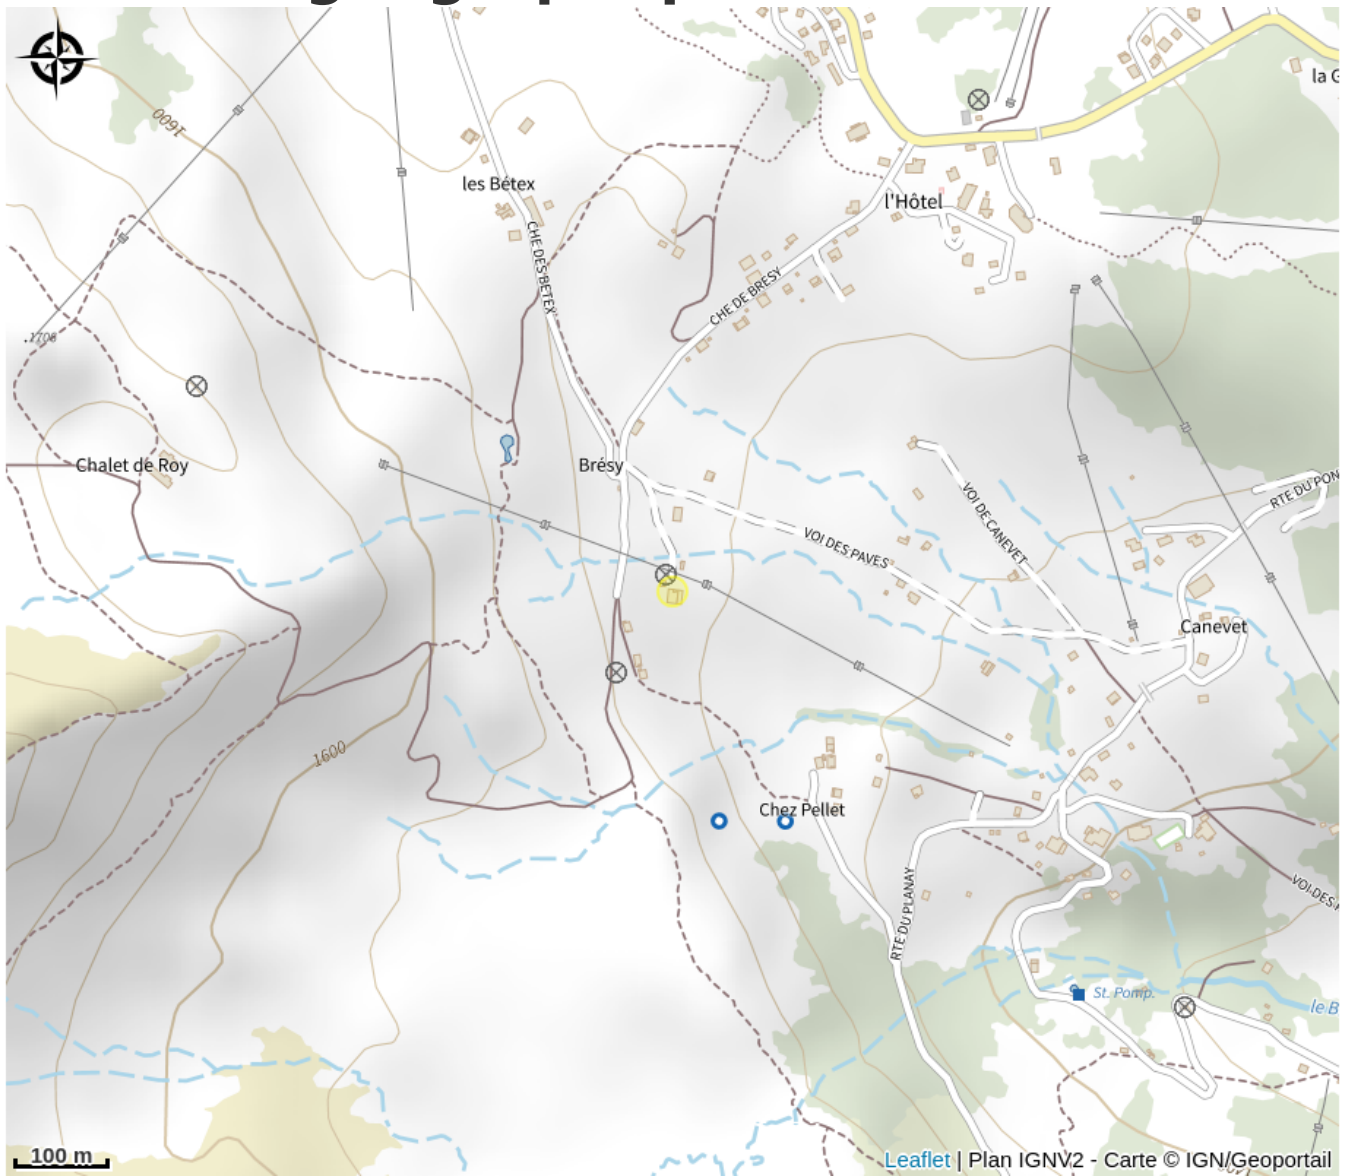 1600
les Bétex
l'Hôtel
CHE DES BETEX
CHE DE BRESY
.1708
Chalet de Roy
Brésy
VOI DE CANEVET
RTE DU PON
VOI DES PAVES
Canevet
1600
Chez Pellet
RTE DU PLANAY
VOI DES
St. Pomp.
le B
100 m
Leaflet | Plan IGNV2 - Carte © IGN/Geoportail